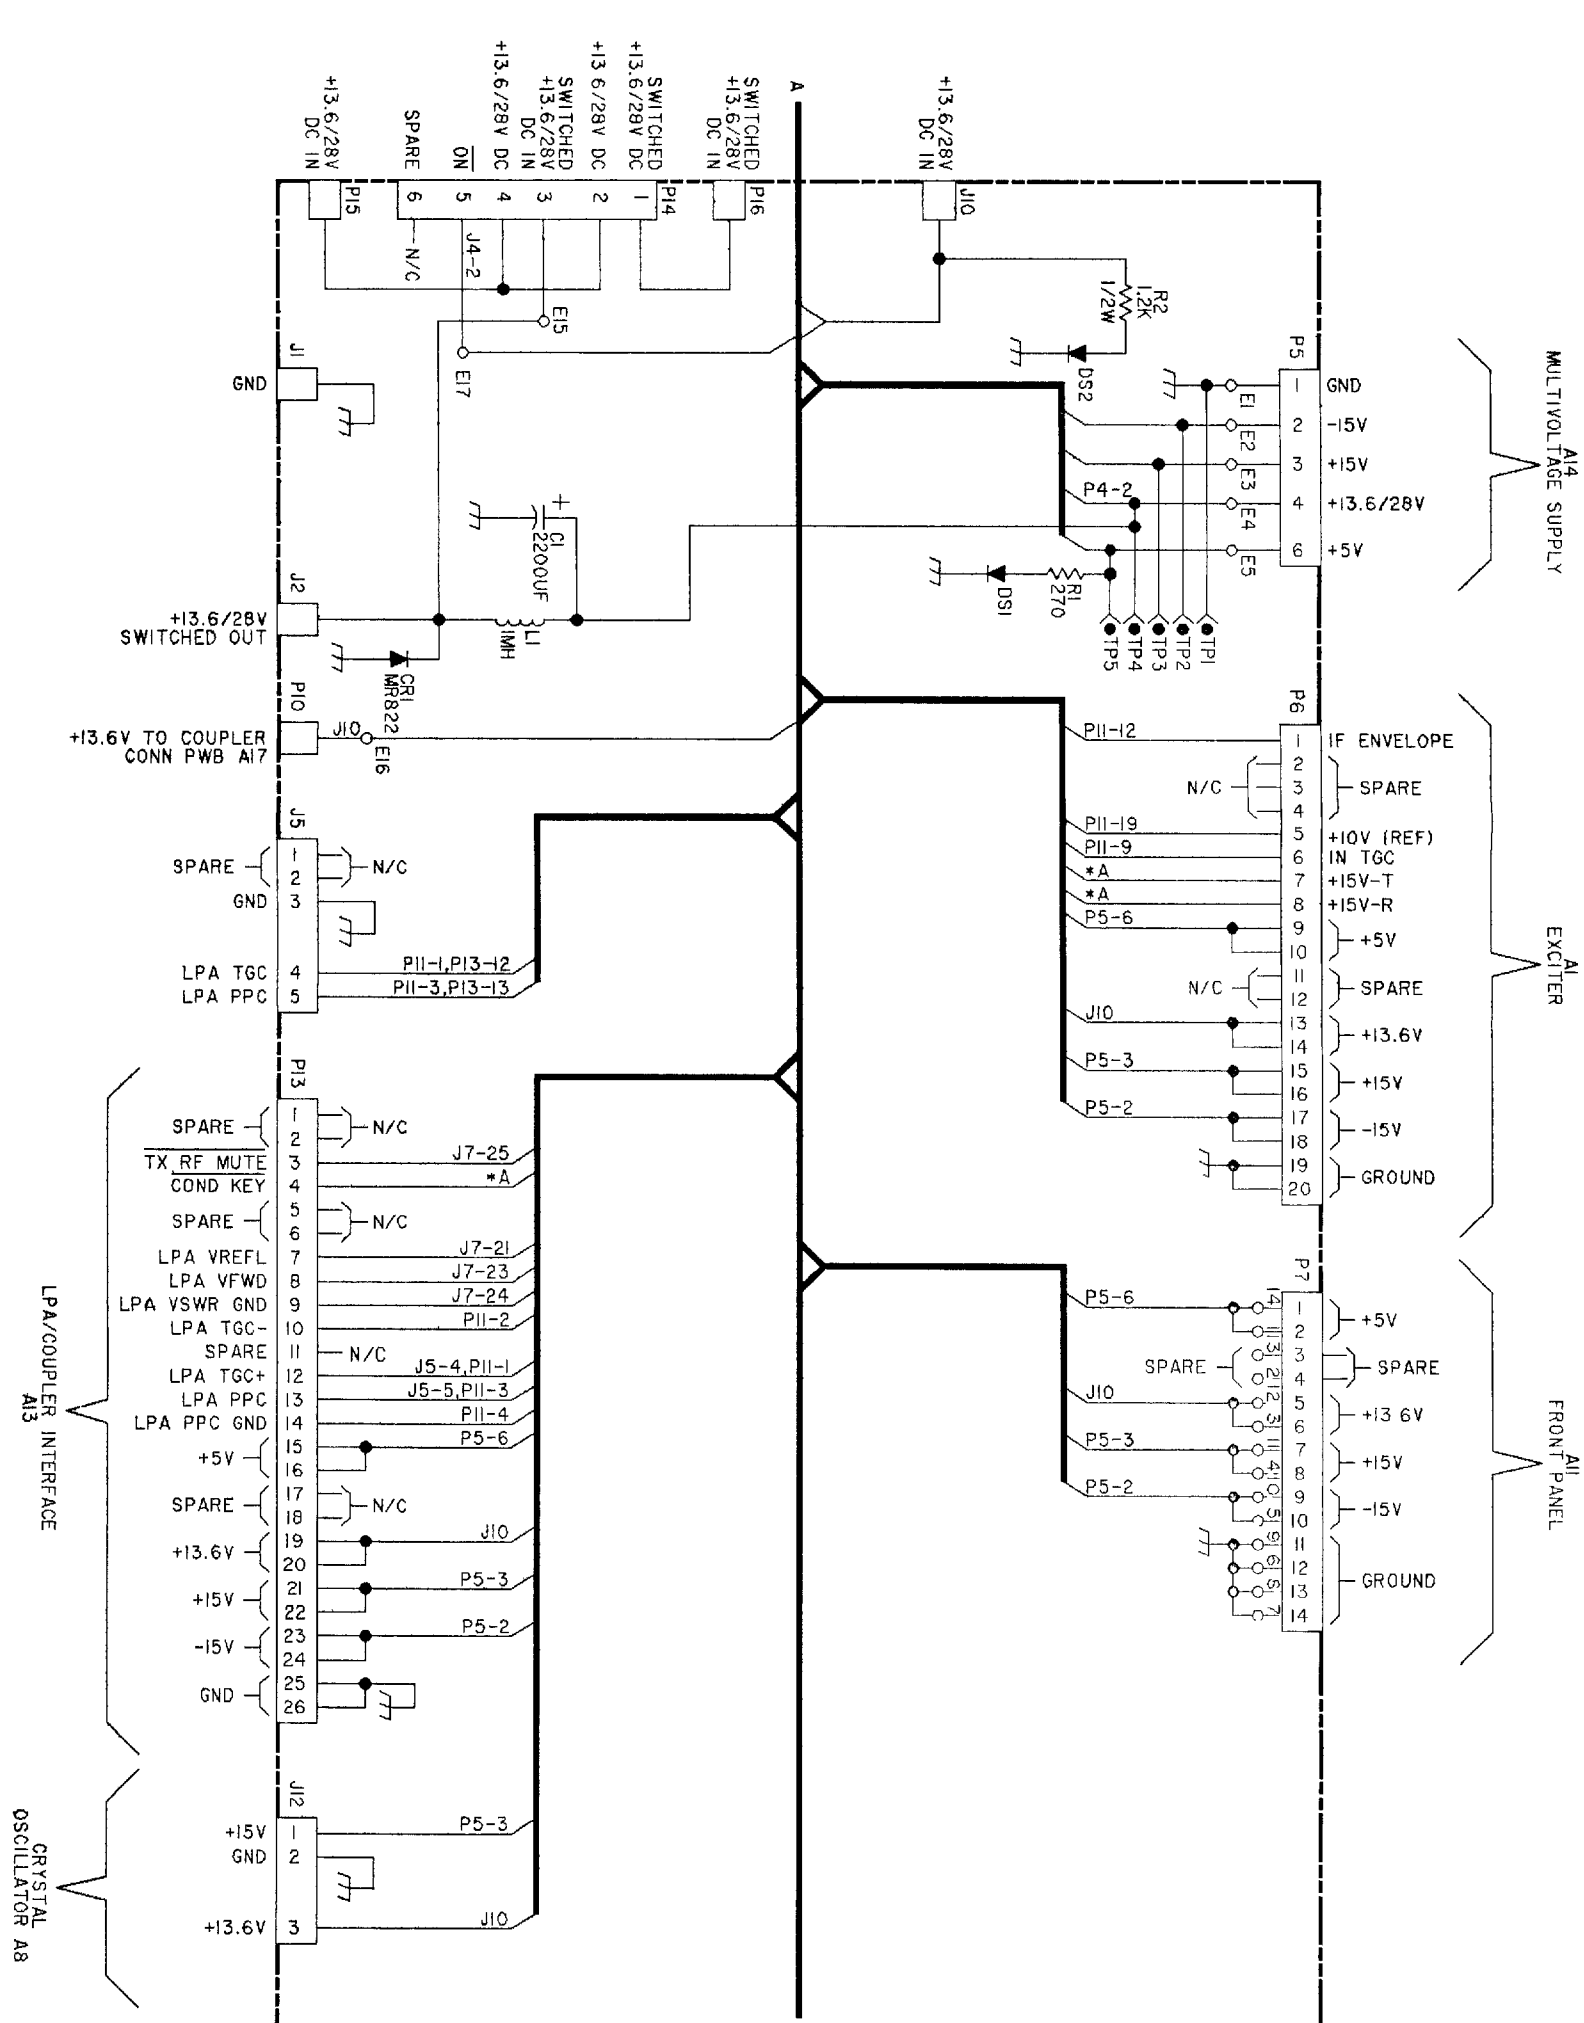 SWITCHED
+13.6/28V DC
+13.6/28V DC
SWITCHED
+13.6/28V
DC IN
+13.6/28V DC
ON
SPARE
+13.6/28V
DC IN
SWITCHED
+13.6/28V
DC IN
A
+13.6/28V
DC IN
P15
6
5
4
3
2
1
P14
P16
J10
N/C
J4-2
E15
E17
R2
1.2K
1/2W
DS2
J1
GND
C1
2200UF
+
J2
+13.6/28V
SWITCHED OUT
L1
1MH
CR1
MR822
P10
+13.6V TO COUPLER
CONN PWB A17
J10
E16
P5
1 GND
2 -15V
3 +15V
4 +13.6/28V
6 +5V
E1
E2
E3
E4
E5
P4-2
DS1
R1
270
TP5
TP4
TP3
TP2
TP1
A14
MULTIVOLTAGE SUPPLY
P6
P11-12 1 IF ENVELOPE
2
N/C 3 SPARE
4
P11-19 5 +10V (REF)
P11-9 6 IN TGC
*A 7 +15V-T
*A 8 +15V-R
P5-6 9
+5V
10
11
N/C SPARE
12
J10 13
+13.6V
14
P5-3 15
+15V
16
P5-2 17
-15V
18
19
GROUND
20
A1
EXCITER
J5
1
SPARE N/C
2
GND 3
LPA TGC 4 P11-1,P13-12
LPA PPC 5 P11-3,P13-13
P13
1
SPARE N/C
2
TX RF MUTE 3 J7-25
COND KEY 4 *A
5
SPARE N/C
6
LPA VREFL 7 J7-21
LPA VFWD 8 J7-23
LPA VSWR GND 9 J7-24
LPA TGC- 10 P11-2
SPARE 11 N/C
LPA TGC+ 12 J5-4,P11-1
LPA PPC 13 J5-5,P11-3
LPA PPC GND 14 P11-4
15 P5-6
+5V
16
17
SPARE N/C
18
19 J10
+13.6V
20
21 P5-3
+15V
22
23 P5-2
-15V
24
25
GND
26
LPA/COUPLER INTERFACE
A13
P7
P5-6 14 1
+5V
2
SPARE 13 3 SPARE
2 4
J10 12 5
+13 6V
3 6
P5-3 11 7
+15V
4 8
P5-2 10 9
-15V
5 10
9 11
6 12
GROUND
8 13
7 14
A11
FRONT PANEL
J12
+15V 1 P5-3
GND 2
+13.6V 3 J10
CRYSTAL
OSCILLATOR A8